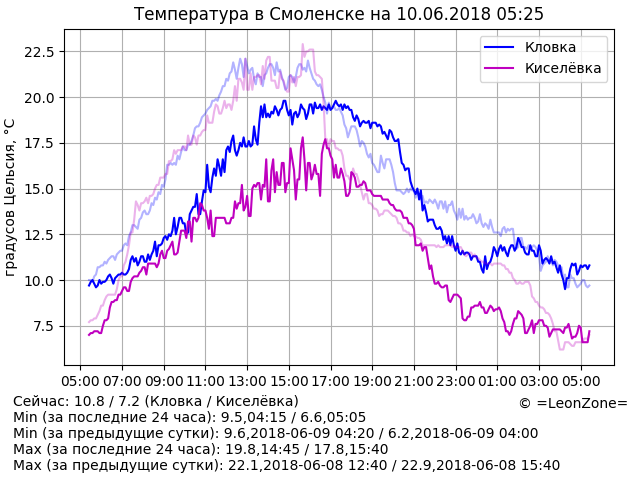 Температура в Смоленске на 10.06.2018 05:25
Кловка
Киселёвка
градусов Цельсия, °C
22.5
20.0
17.5
15.0
12.5
10.0
7.5
05:00 07:00 09:00 11:00 13:00 15:00 17:00 19:00 21:00 23:00 01:00 03:00 05:00
Сейчас: 10.8 / 7.2 (Кловка / Киселёвка)
© =LeonZone=
Min (за последние 24 часа): 9.5,04:15 / 6.6,05:05
Min (за предыдущие сутки): 9.6,2018-06-09 04:20 / 6.2,2018-06-09 04:00
Max (за последние 24 часа): 19.8,14:45 / 17.8,15:40
Max (за предыдущие сутки): 22.1,2018-06-08 12:40 / 22.9,2018-06-08 15:40